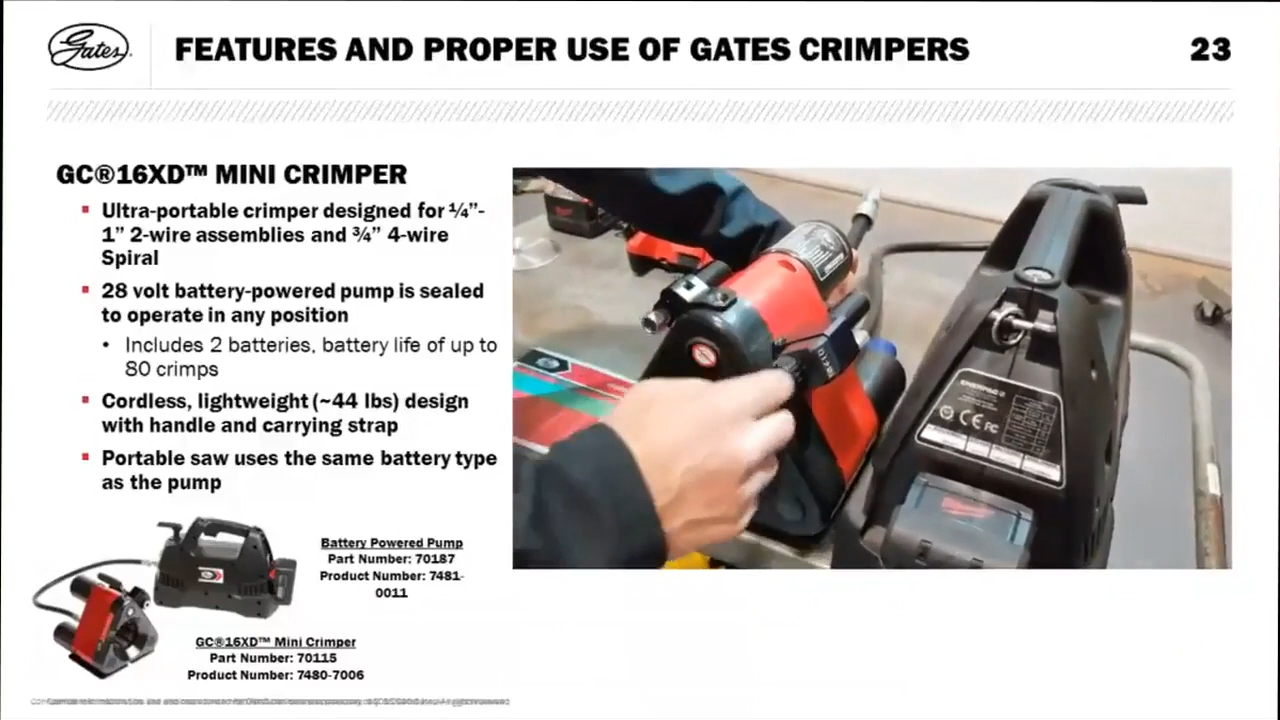 Gates
FEATURES AND PROPER USE OF GATES CRIMPERS
23
GC®16XD™ MINI CRIMPER
▪ Ultra-portable crimper designed for ¼”-
1” 2-wire assemblies and ¾” 4-wire
Spiral
▪ 28 volt battery-powered pump is sealed
to operate in any position
• Includes 2 batteries, battery life of up to
80 crimps
▪ Cordless, lightweight (~44 lbs) design
with handle and carrying strap
▪ Portable saw uses the same battery type
as the pump
Battery Powered Pump
Part Number: 70187
Product Number: 7481-
0011
GC®16XD™ Mini Crimper
Part Number: 70115
Product Number: 7480-7006
ENERPAC
CE
Milwaukee